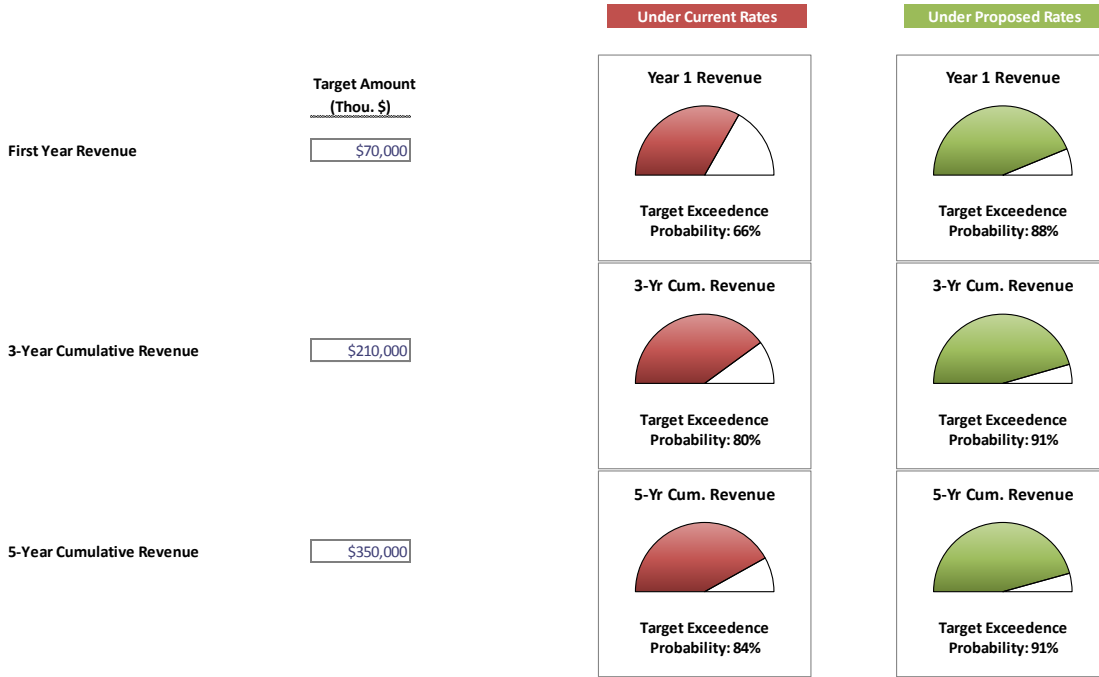 Under Current Rates
Under Proposed Rates
Target Amount
(Thou. $)
First Year Revenue
$70,000
Year 1 Revenue
Target Exceedence
Probability: 66%
Year 1 Revenue
Target Exceedence
Probability: 88%
3-Year Cumulative Revenue
$210,000
3-Yr Cum. Revenue
Target Exceedence
Probability: 80%
3-Yr Cum. Revenue
Target Exceedence
Probability: 91%
5-Year Cumulative Revenue
$350,000
5-Yr Cum. Revenue
Target Exceedence
Probability: 84%
5-Yr Cum. Revenue
Target Exceedence
Probability: 91%